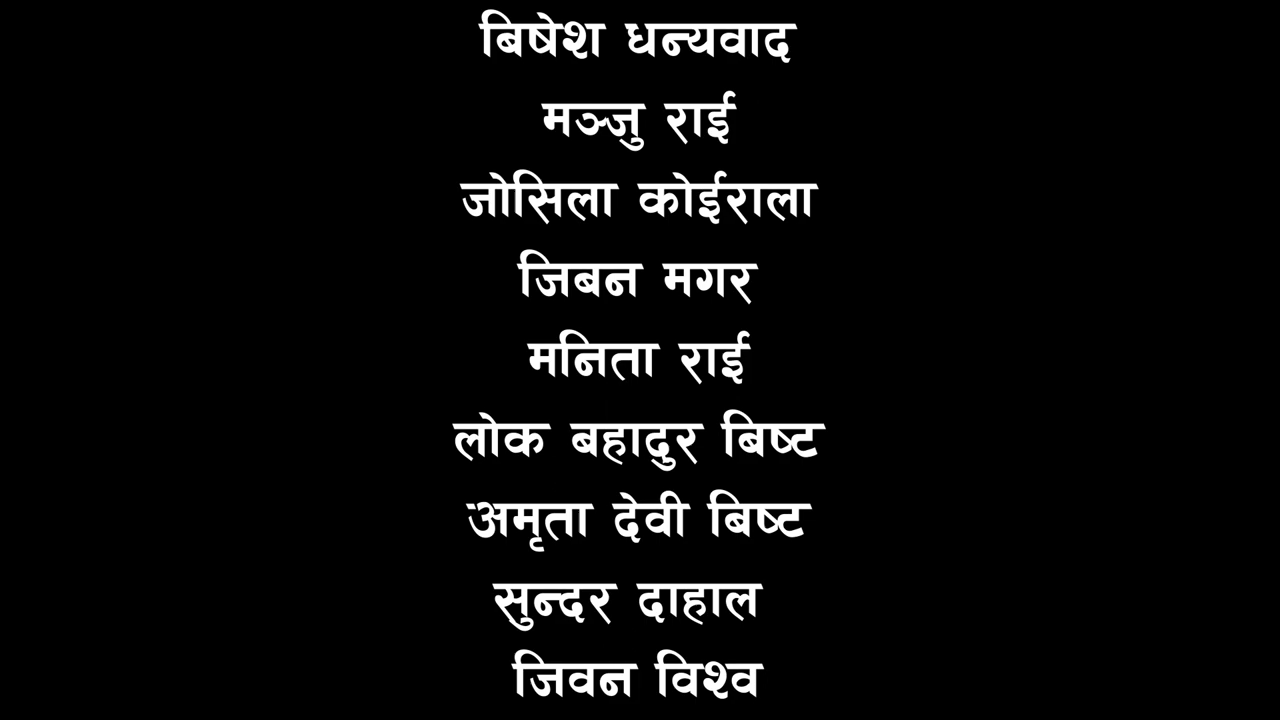 बिषेश धन्यवाद
मञ्जु राई
जोसिला कोईराला
जिबन मगर
मनिता राई
लोक बहादुर बिष्ट
अमृता देवी बिष्ट
सुन्दर दाहाल
जिवन विश्व